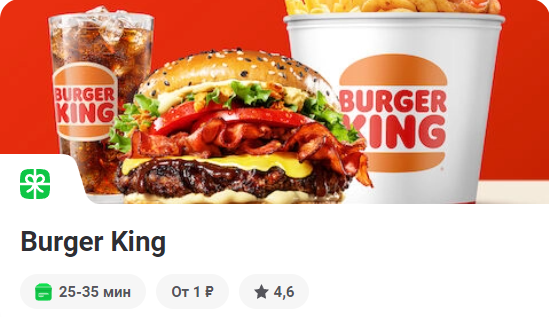 BURGER
KING
BURGER
KING
Burger King
25-35 мин
От 1 ₽
4,6